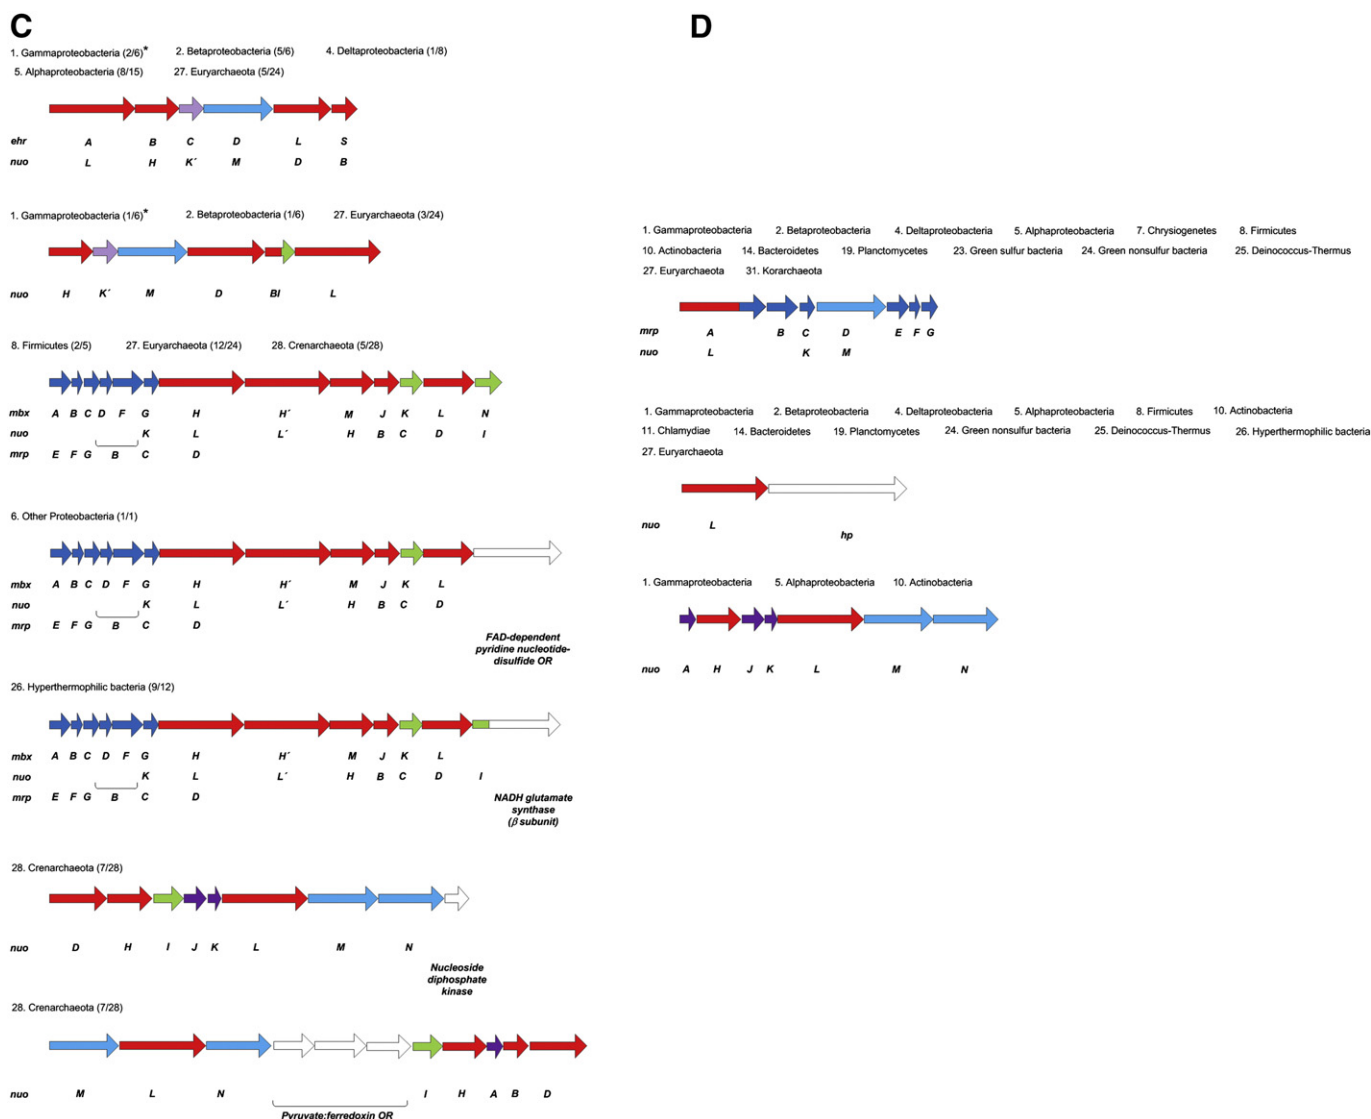 C
1. Gammaproteobacteria (2/6)* 2. Betaproteobacteria (5/6) 4. Deltaproteobacteria (1/8)
5. Alphaproteobacteria (8/15) 27. Euryarchaeota (5/24)
ehr A B C D L S
nuo L H K´ M D B
1. Gammaproteobacteria (1/6)* 2. Betaproteobacteria (1/6) 27. Euryarchaeota (3/24)
nuo H K´ M D BI L
8. Firmicutes (2/5) 27. Euryarchaeota (12/24) 28. Crenarchaeota (5/28)
mbx A B C D F G H H´ M J K L N
nuo K L L´ H B C D I
mrp E F G B C D
6. Other Proteobacteria (1/1)
mbx A B C D F G H H´ M J K L
nuo K L L´ H B C D
mrp E F G B C D
FAD-dependent
pyridine nucleotide-
disulfide OR
26. Hyperthermophilic bacteria (9/12)
mbx A B C D F G H H´ M J K L
nuo K L L´ H B C D I
mrp E F G B C D
NADH glutamate
synthase
(β subunit)
28. Crenarchaeota (7/28)
nuo D H I J K L M N
Nucleoside
diphosphate
kinase
28. Crenarchaeota (7/28)
nuo M L N I H A B D
Pyruvate:ferredoxin OR
D
1. Gammaproteobacteria 2. Betaproteobacteria 4. Deltaproteobacteria 5. Alphaproteobacteria 7. Chrysiogenetes 8. Firmicutes
10. Actinobacteria 14. Bacteroidetes 19. Planctomycetes 23. Green sulfur bacteria 24. Green nonsulfur bacteria 25. Deinococcus-Thermus
27. Euryarchaeota 31. Korarchaeota
mrp A B C D E F G
nuo L K M
1. Gammaproteobacteria 2. Betaproteobacteria 4. Deltaproteobacteria 5. Alphaproteobacteria 8. Firmicutes 10. Actinobacteria
11. Chlamydiae 14. Bacteroidetes 19. Planctomycetes 24. Green nonsulfur bacteria 25. Deinococcus-Thermus 26. Hyperthermophilic bacteria
27. Euryarchaeota
nuo L
hp
1. Gammaproteobacteria 5. Alphaproteobacteria 10. Actinobacteria
nuo A H J K L M N